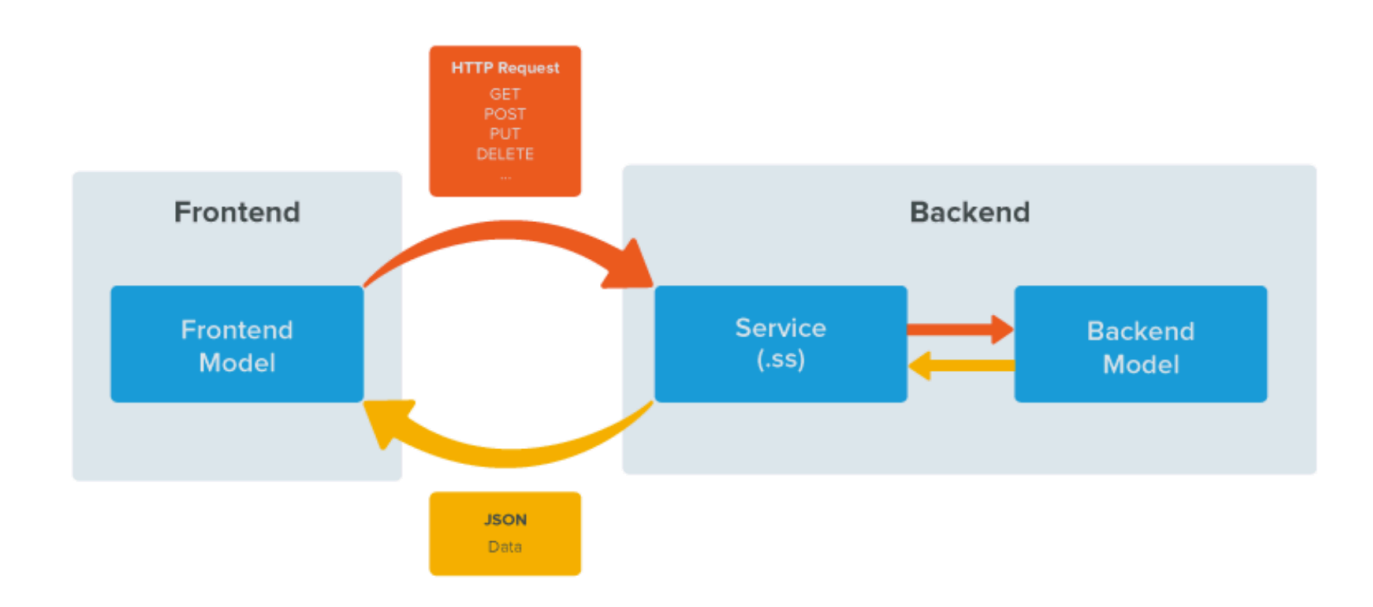 HTTP Request
GET
POST
PUT
DELETE
...
Frontend
Backend
Frontend
Model
Service
(.ss)
Backend
Model
JSON
Data